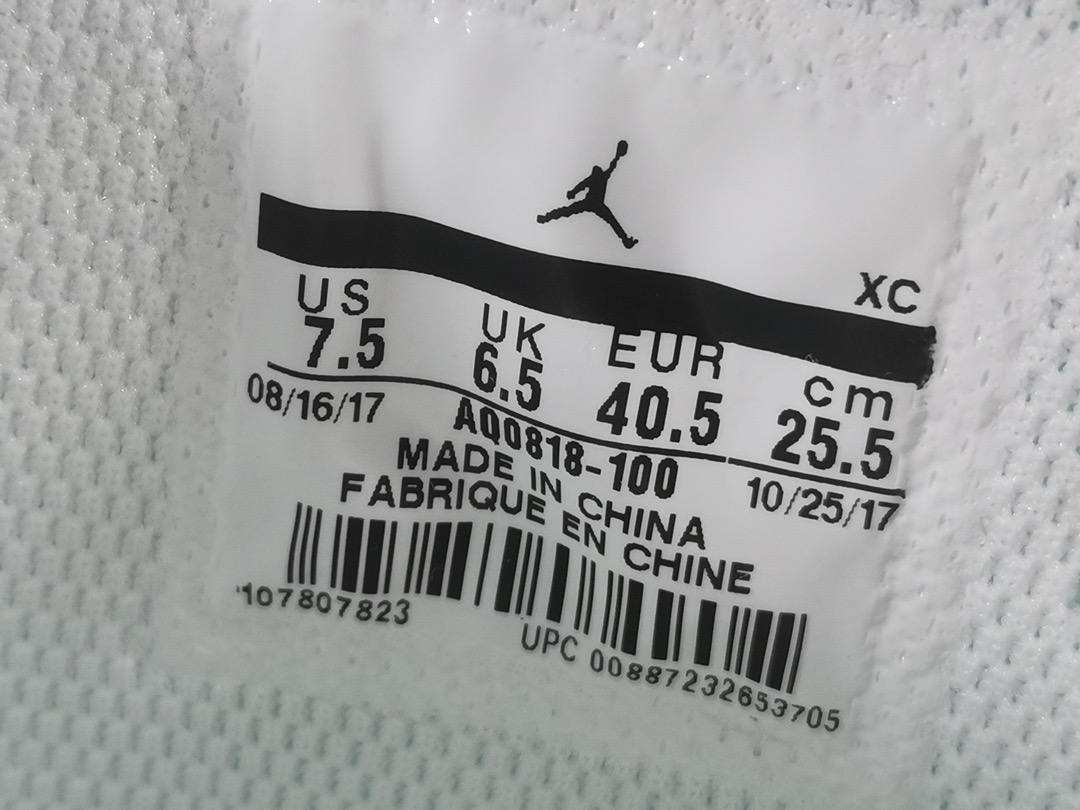 XC
US UK EUR cm
7.5 6.5 40.5 25.5
08/16/17 AQ0818-100 10/25/17
MADE IN CHINA
FABRIQUE EN CHINE
107807823 UPC 00887232653705